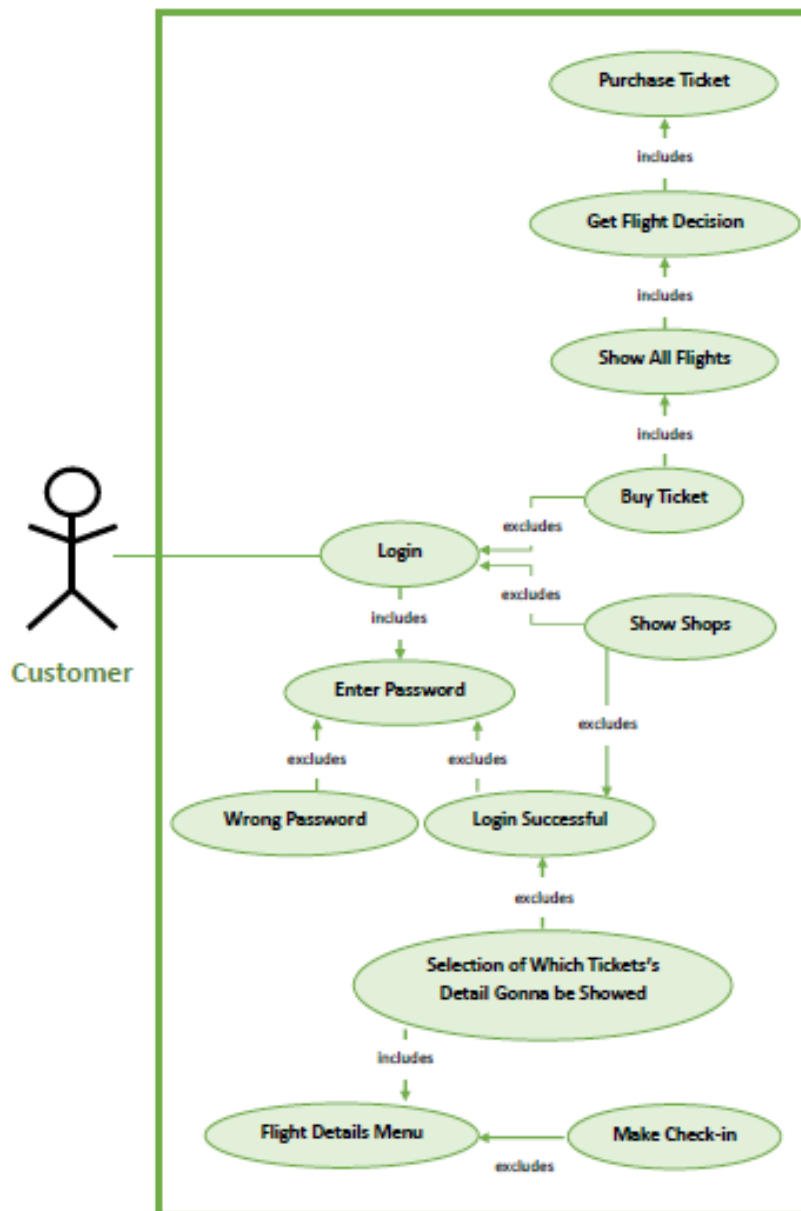 Purchase Ticket
includes
Get Flight Decision
includes
Show All Flights
includes
Buy Ticket
excludes
Login
excludes
includes
Show Shops
Customer
Enter Password
excludes
excludes
excludes
Wrong Password
Login Successful
excludes
Selection of Which Tickets's
Detail Gonna be Showed
includes
Flight Details Menu
Make Check-in
excludes